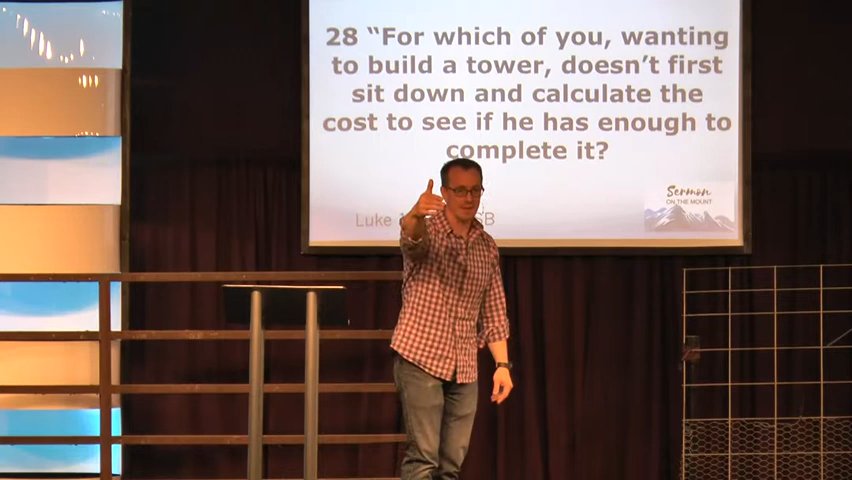 28 “For which of you, wanting
to build a tower, doesn’t first
sit down and calculate the
cost to see if he has enough to
complete it?
Sermon
ON THE MOUNT
Luke